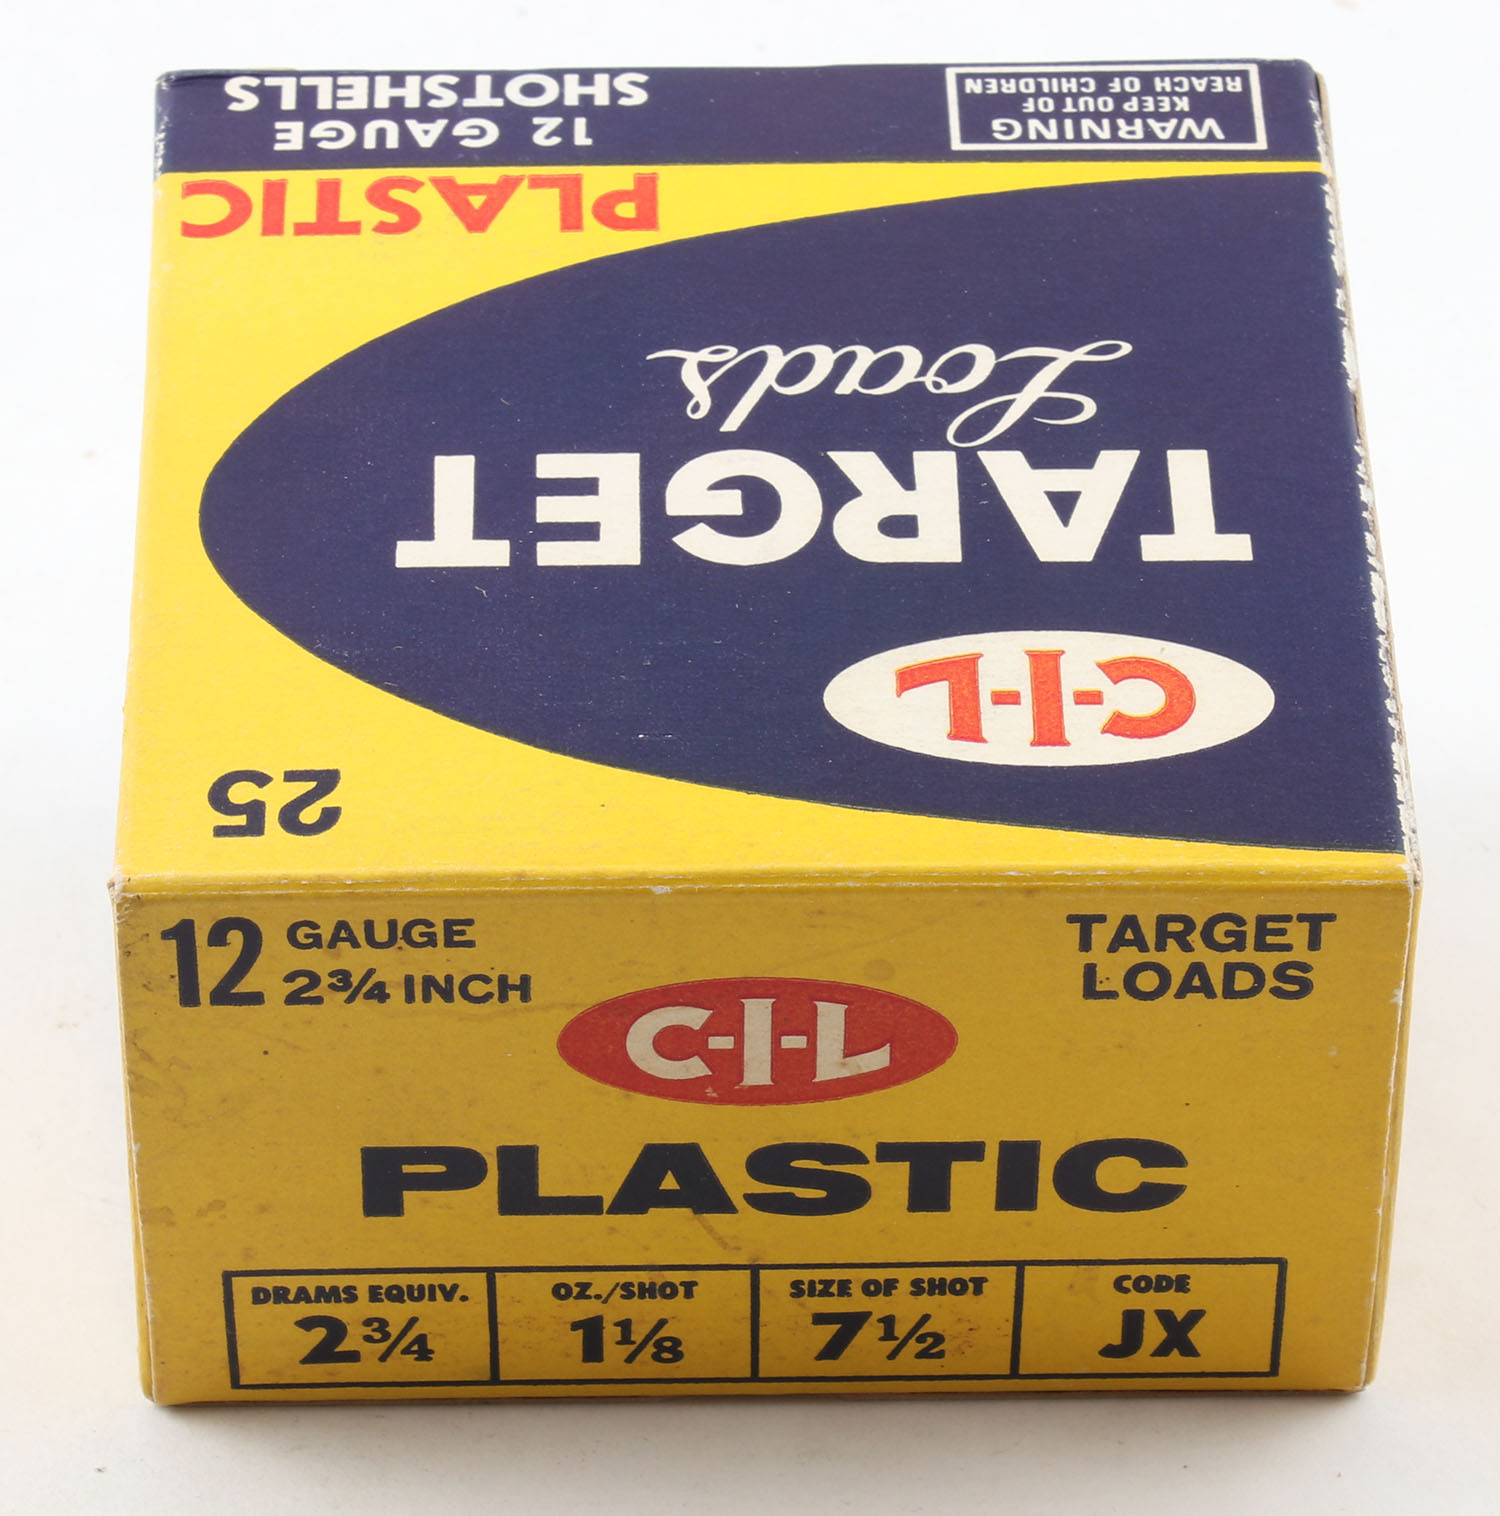 WARNING
KEEP OUT OF
REACH OF CHILDREN
12 GAUGE
SHOTSHELLS
PLASTIC
C-I-L
TARGET
Loads
25
12 GAUGE
2¾ INCH
TARGET
LOADS
C-I-L
PLASTIC
DRAMS EQUIV. OZ./SHOT SIZE OF SHOT CODE
2¾ 1⅛ 7½ JX